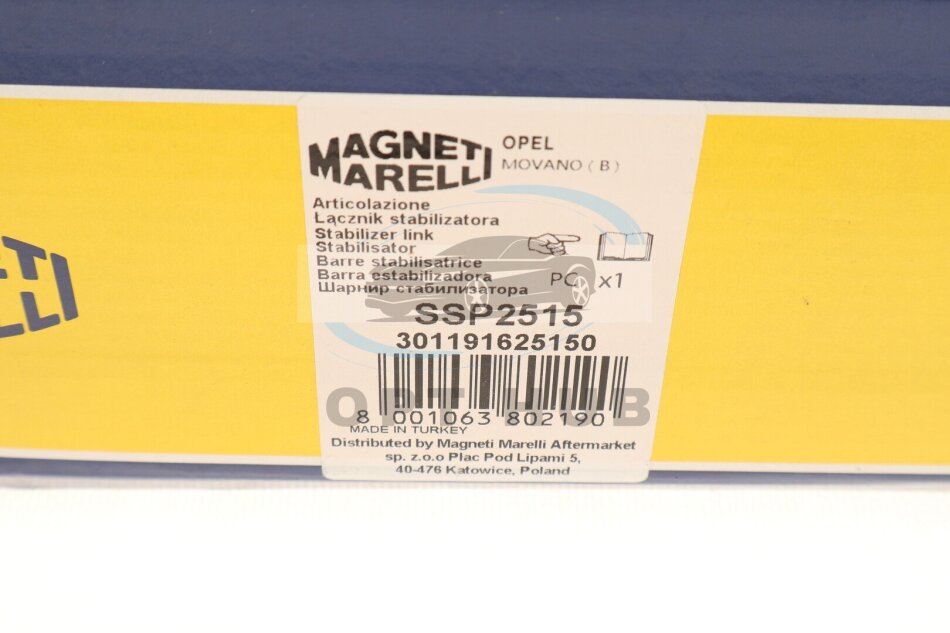 MAGNETI MARELLI
OPEL
MOVANO ( B )
Articolazione
Łącznik stabilizatora
Stabilizer link
Stabilisator
Barre stabilisatrice
Barra estabilizadora
Шарнир стабилизатора
PC x1
SSP2515
301191625150
OPT HUB
8 001063 802190
MADE IN TURKEY
Distributed by Magneti Marelli Aftermarket
sp. z.o.o Plac Pod Lipami 5,
40-476 Katowice, Poland